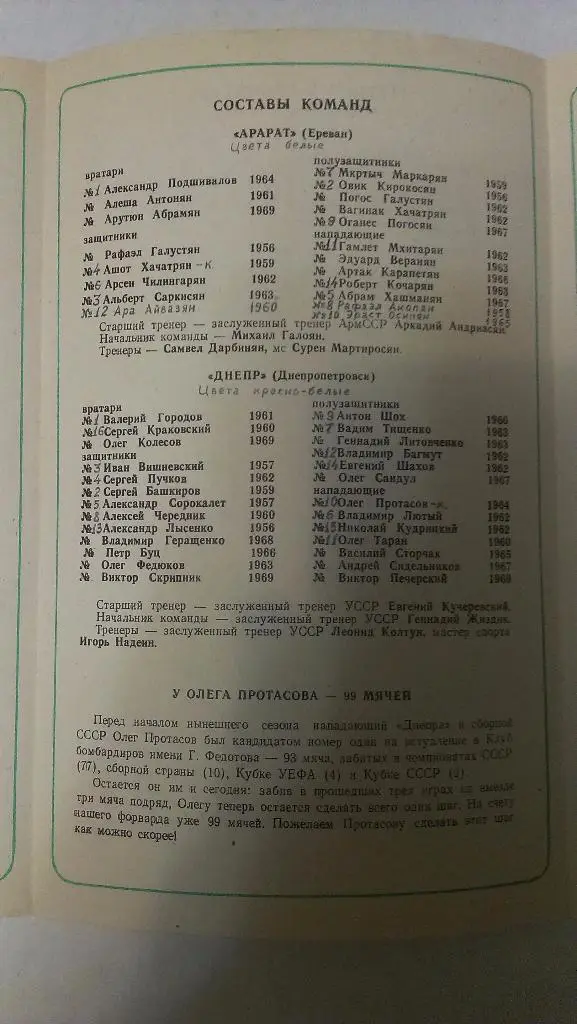 СОСТАВЫ КОМАНД
«АРАРАТ» (Ереван)
Цвета белые
вратари
№1 Александр Подшивалов 1964
№ Алеша Антонян 1961
№ Арутюн Абрамян 1969
защитники
№ Рафаэл Галустян 1956
№4 Ашот Хачатрян -к 1959
№6 Арсен Чилингарян 1962
№3 Альберт Саркисян 1963
№12 Ара Айвазян 1960
полузащитники
№7 Мкртыч Маркарян 1959
№2 Овик Кирокосян 1956
№ Погос Галустян 1962
№ Вагинак Хачатрян 1962
№9 Оганес Погосян 1967
нападающие
№11 Гамлет Мхитарян 1962
№ Эдуард Веранян 1963
№ Артак Карапетян 1966
№14 Роберт Кочарян 1963
№5 Абрам Хашманян 1967
№8 Рафаэл 1958
№10 Эраст Осипян 1965
Старший тренер — заслуженный тренер АрмССР Аркадий Андриасян
Начальник команды — Михаил Галоян.
Тренеры — Самвел Дарбинян, мс Сурен Мартиросян.
«ДНЕПР» (Днепропетровск)
Цвета красно-белые
вратари
№1 Валерий Городов 1961
№16 Сергей Краковский 1960
№ Олег Колесов 1969
защитники
№3 Иван Вишневский 1957
№4 Сергей Пучков 1962
№2 Сергей Башкиров 1959
№5 Александр Сорокалет 1957
№8 Алексей Чередник 1960
№13 Александр Лысенко 1956
№ Владимир Геращенко 1968
№ Петр Буц 1966
№ Олег Федюков 1963
№ Виктор Скрипник 1969
полузащитники
№9 Антон Шох 1960
№7 Вадим Тищенко 1963
№ Геннадий Литовченко 1963
№12 Владимир Багмут 1962
№14 Евгений Шахов 1962
№ Олег Сандул 1967
нападающие
№10 Олег Протасов -к. 1964
№6 Владимир Лютый 1962
№15 Николай Кудрицкий 1962
№11 Олег Таран 1960
№ Василий Сторчак 1965
№ Андрей Сидельников 1967
№ Виктор Печерский 1969
Старший тренер — заслуженный тренер УССР Евгений Кучеревский.
Начальник команды — заслуженный тренер УССР Геннадий Жиздик.
Тренеры — заслуженный тренер УССР Леонид Колтун, мастер спорта
Игорь Надеин.
У ОЛЕГА ПРОТАСОВА — 99 МЯЧЕЙ
Перед началом нынешнего сезона нападающий «Днепра» и сборной
СССР Олег Протасов был кандидатом номер один на вступление в Клуб
бомбардиров имени Г. Федотова — 93 мяча, забитых в чемпионатах СССР
(77), сборной страны (10), Кубке УЕФА (4) и Кубке СССР (2).
Остается он им и сегодня: забив в прошедших трех играх на выезде
три мяча подряд, Олегу теперь остается сделать всего один шаг. На счету
нашего форварда уже 99 мячей. Пожелаем Протасову сделать этот шаг
как можно скорее!